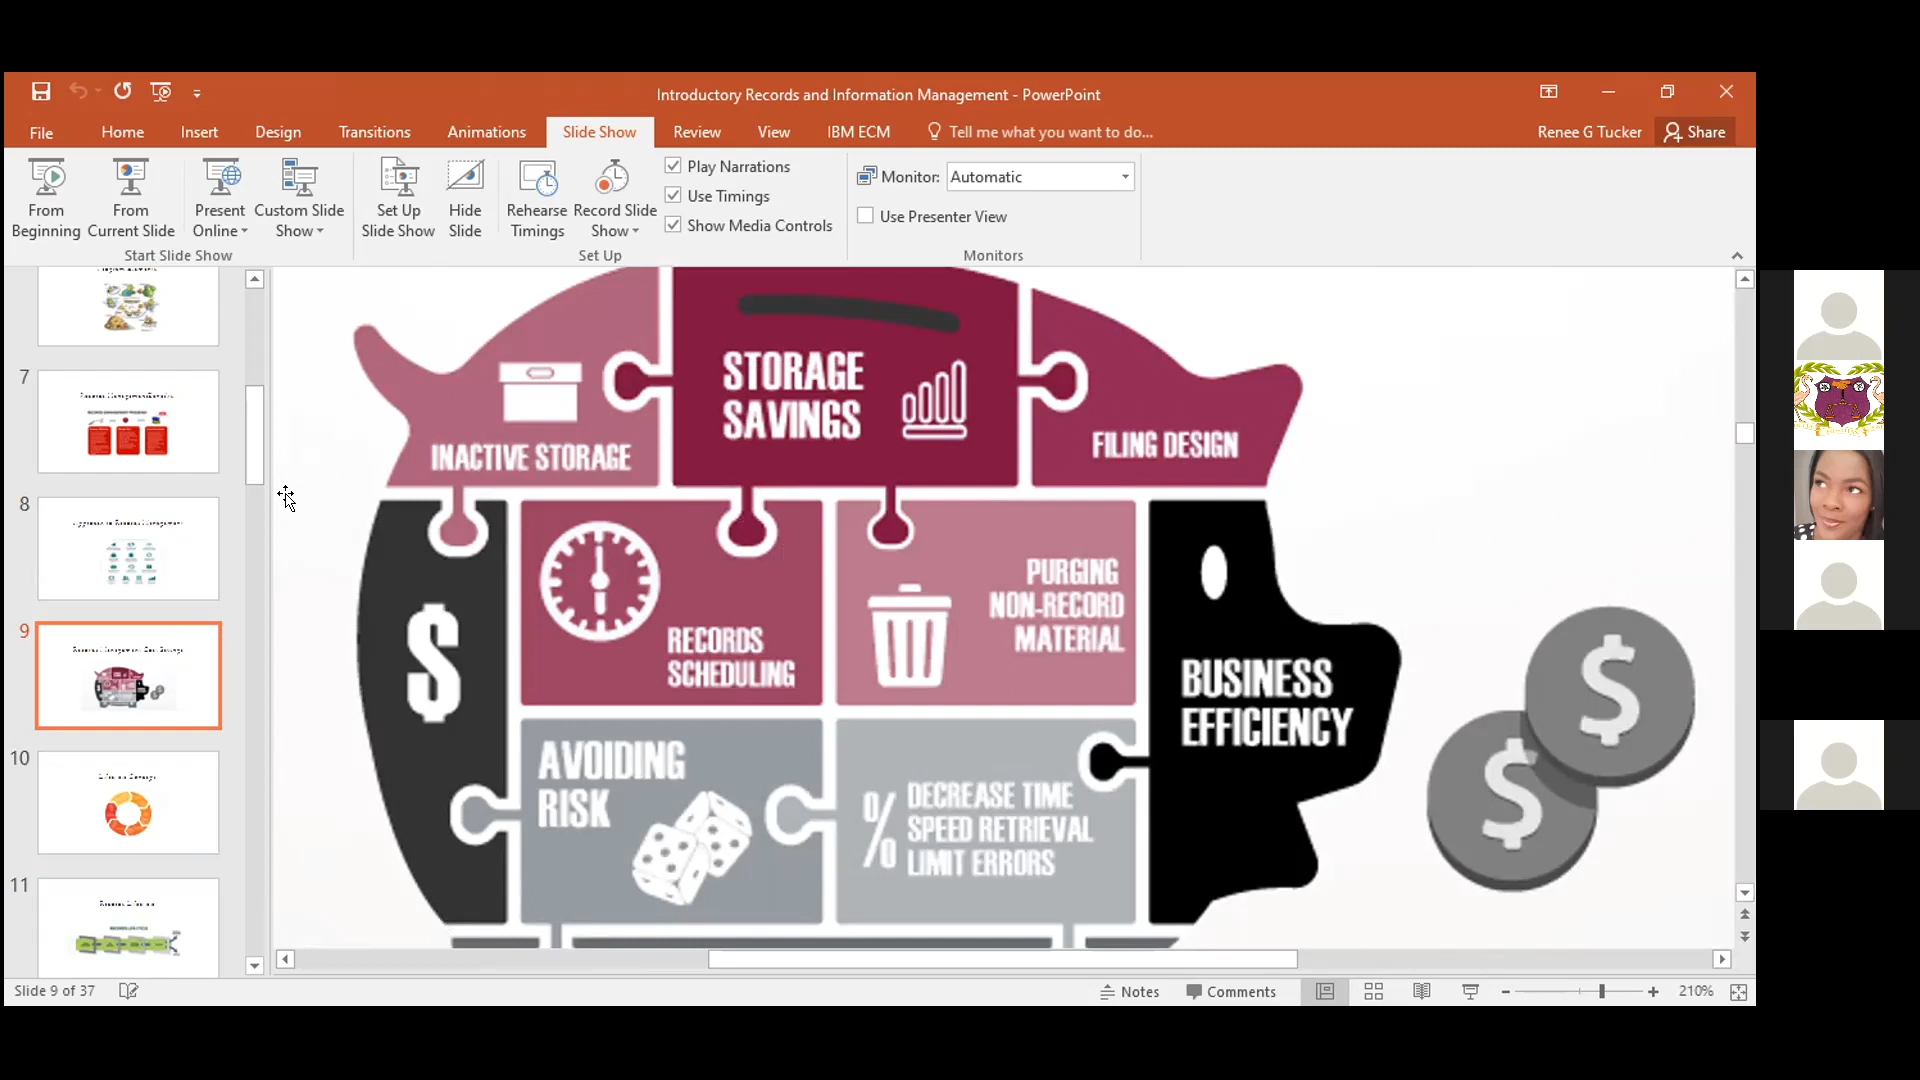 Introductory Records and Information Management - PowerPoint
File Home Insert Design Transitions Animations Slide Show Review View IBM ECM Tell me what you want to do... Renee G Tucker Share
From Beginning
From Current Slide
Present Online
Custom Slide Show
Set Up Slide Show
Hide Slide
Rehearse Timings
Record Slide Show
Play Narrations
Use Timings
Show Media Controls
Monitor: Automatic
Use Presenter View
Start Slide Show
Set Up
Monitors
7
8
9
10
11
INACTIVE STORAGE
STORAGE
SAVINGS
FILING DESIGN
$
RECORDS
SCHEDULING
PURGING
NON-RECORD
MATERIAL
BUSINESS
EFFICIENCY
AVOIDING
RISK
%
DECREASE TIME
SPEED RETRIEVAL
LIMIT ERRORS
$
$
Slide 9 of 37
Notes
Comments
210%